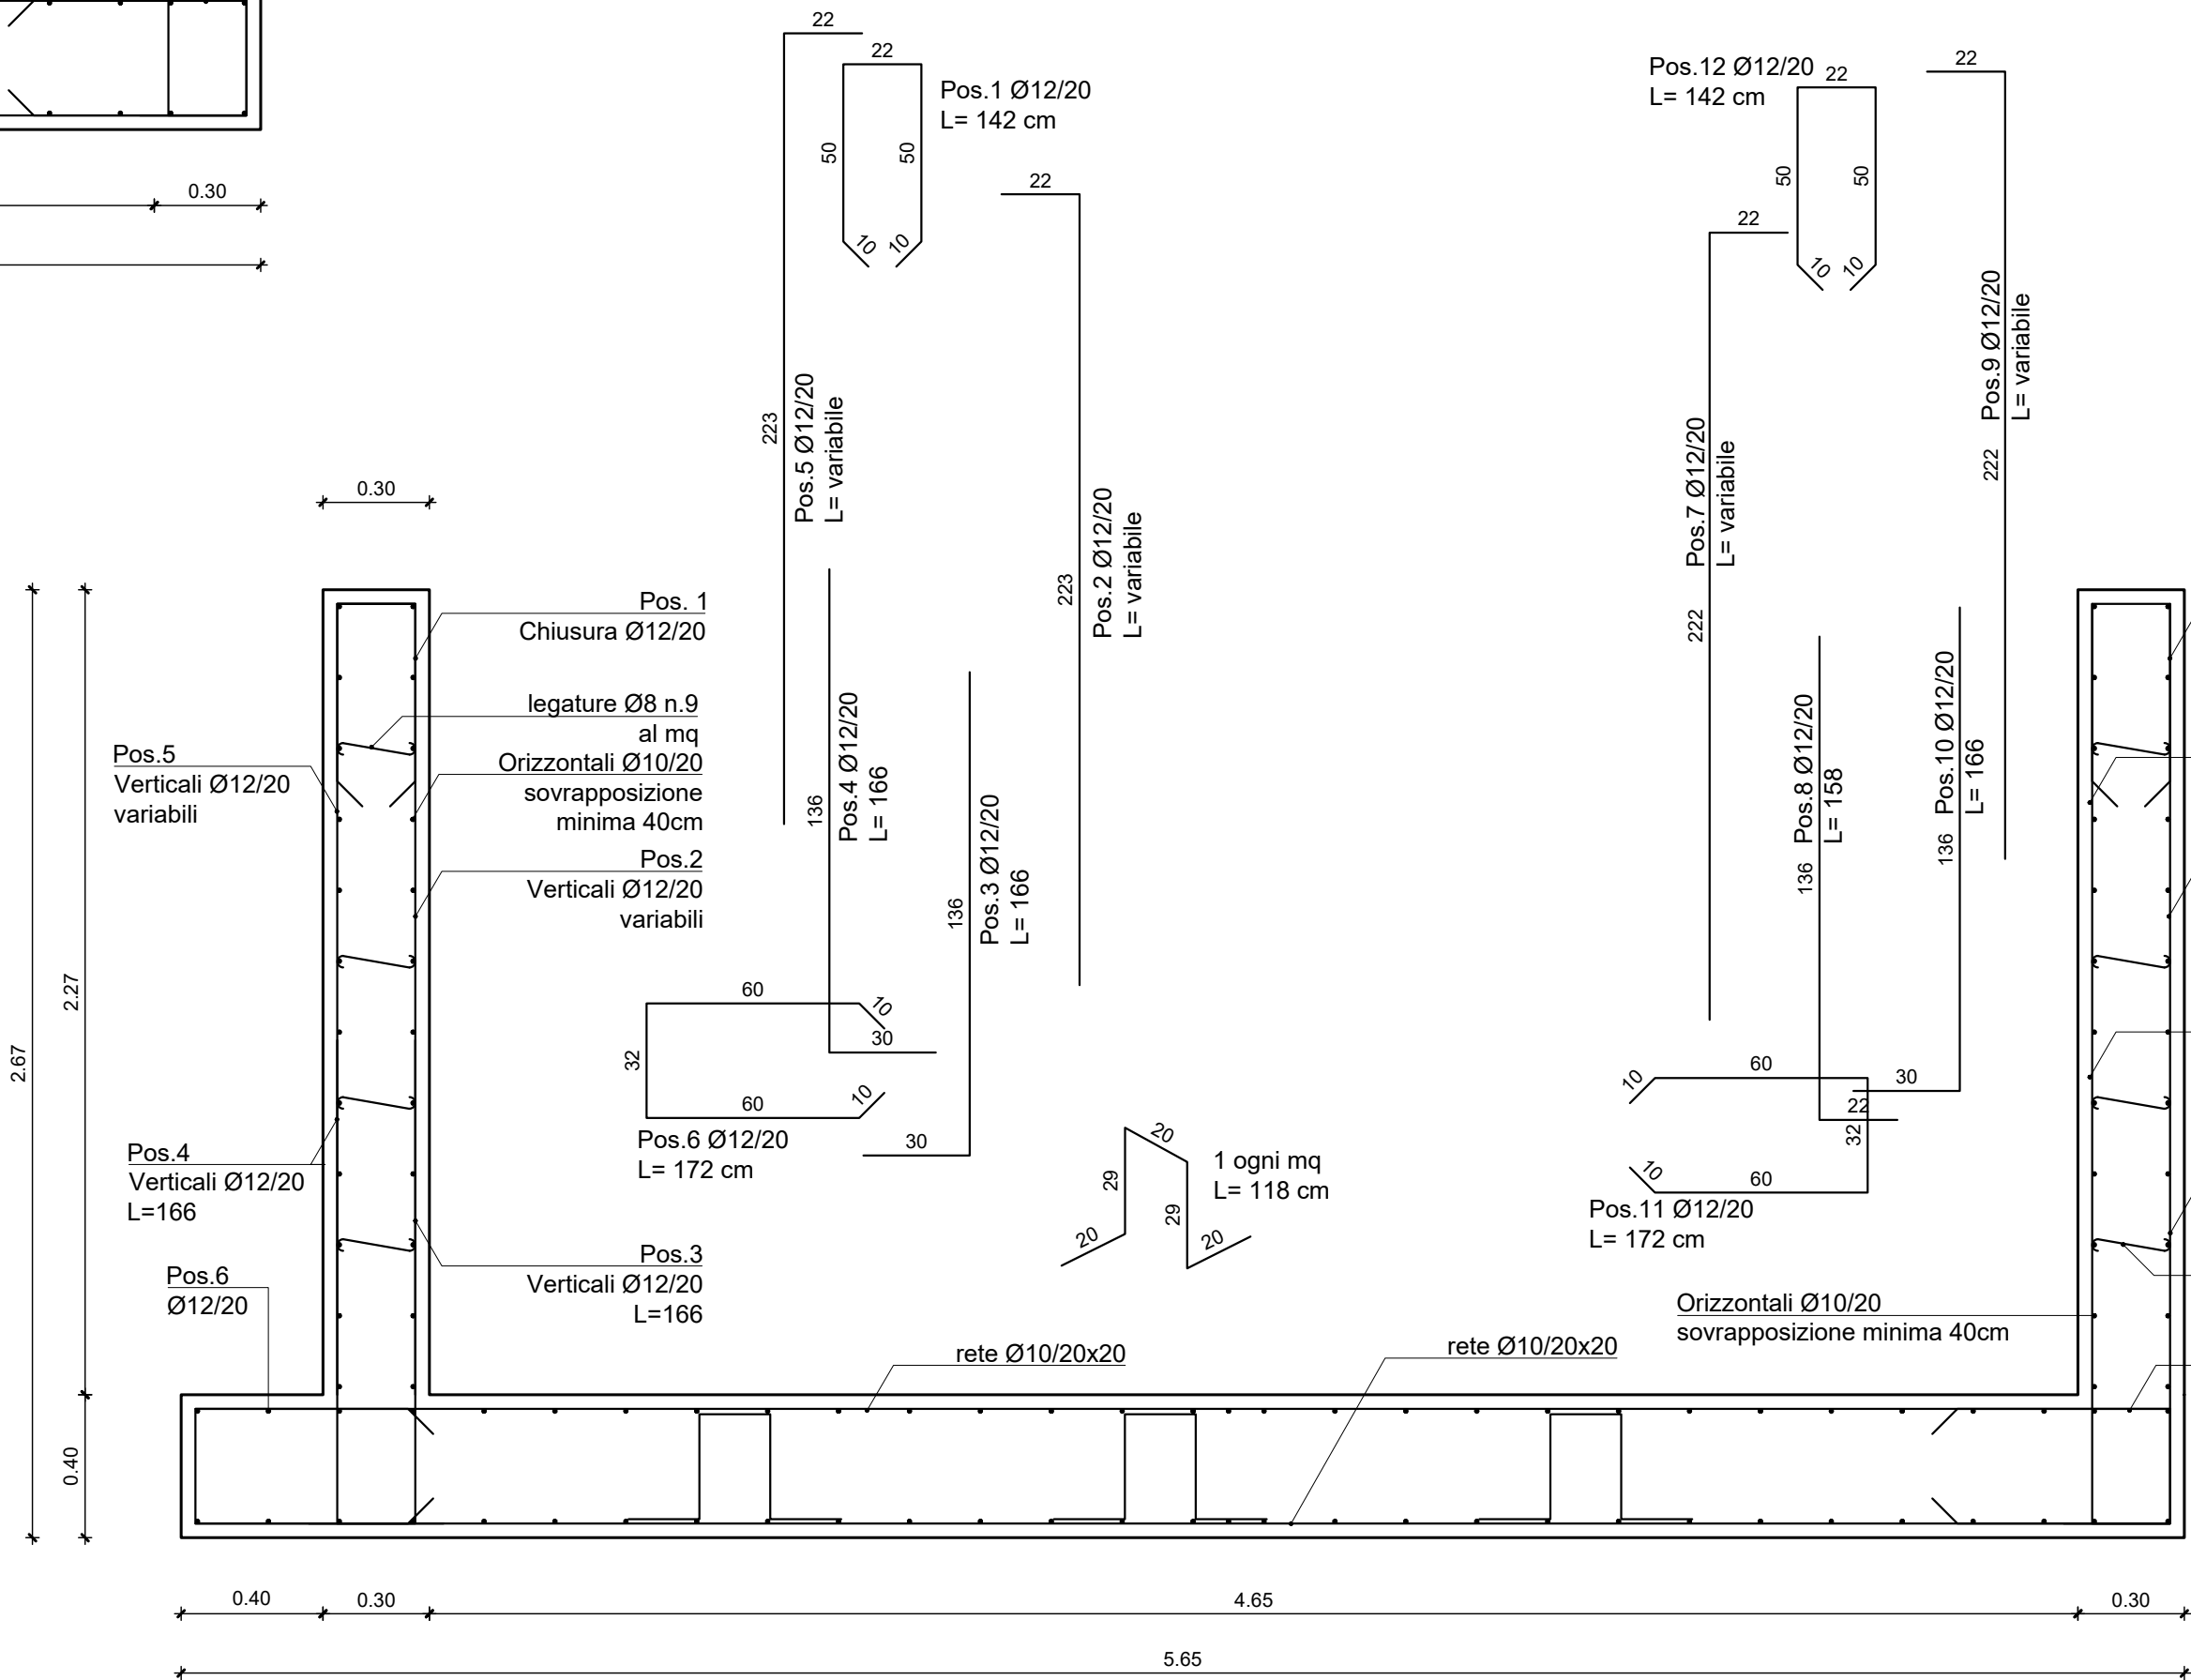 22
22
Pos.1 Ø12/20
L= 142 cm
50
50
10
10
22
Pos.12 Ø12/20
L= 142 cm
22
50
50
10
10
22
22
0.30
223
Pos.5 Ø12/20
L= variabile
223
Pos.2 Ø12/20
L= variabile
Pos.7 Ø12/20
L= variabile
222
Pos.9 Ø12/20
L= variabile
222
0.30
Pos. 1
Chiusura Ø12/20
legature Ø8 n.9
al mq
Orizzontali Ø10/20
sovrapposizione
minima 40cm
Pos.2
Verticali Ø12/20
variabili
Pos.5
Verticali Ø12/20
variabili
136
Pos.4 Ø12/20
L= 166
136
Pos.3 Ø12/20
L= 166
136
Pos.8 Ø12/20
L= 158
136
Pos.10 Ø12/20
L= 166
2.67
2.27
0.40
60
10
30
32
60
10
Pos.6 Ø12/20
L= 172 cm
30
20
29
29
20
20
1 ogni mq
L= 118 cm
60
10
30
22
32
10
60
Pos.11 Ø12/20
L= 172 cm
Pos.4
Verticali Ø12/20
L=166
Pos.3
Verticali Ø12/20
L=166
Pos.6
Ø12/20
rete Ø10/20x20
rete Ø10/20x20
Orizzontali Ø10/20
sovrapposizione minima 40cm
0.40
0.30
4.65
0.30
5.65